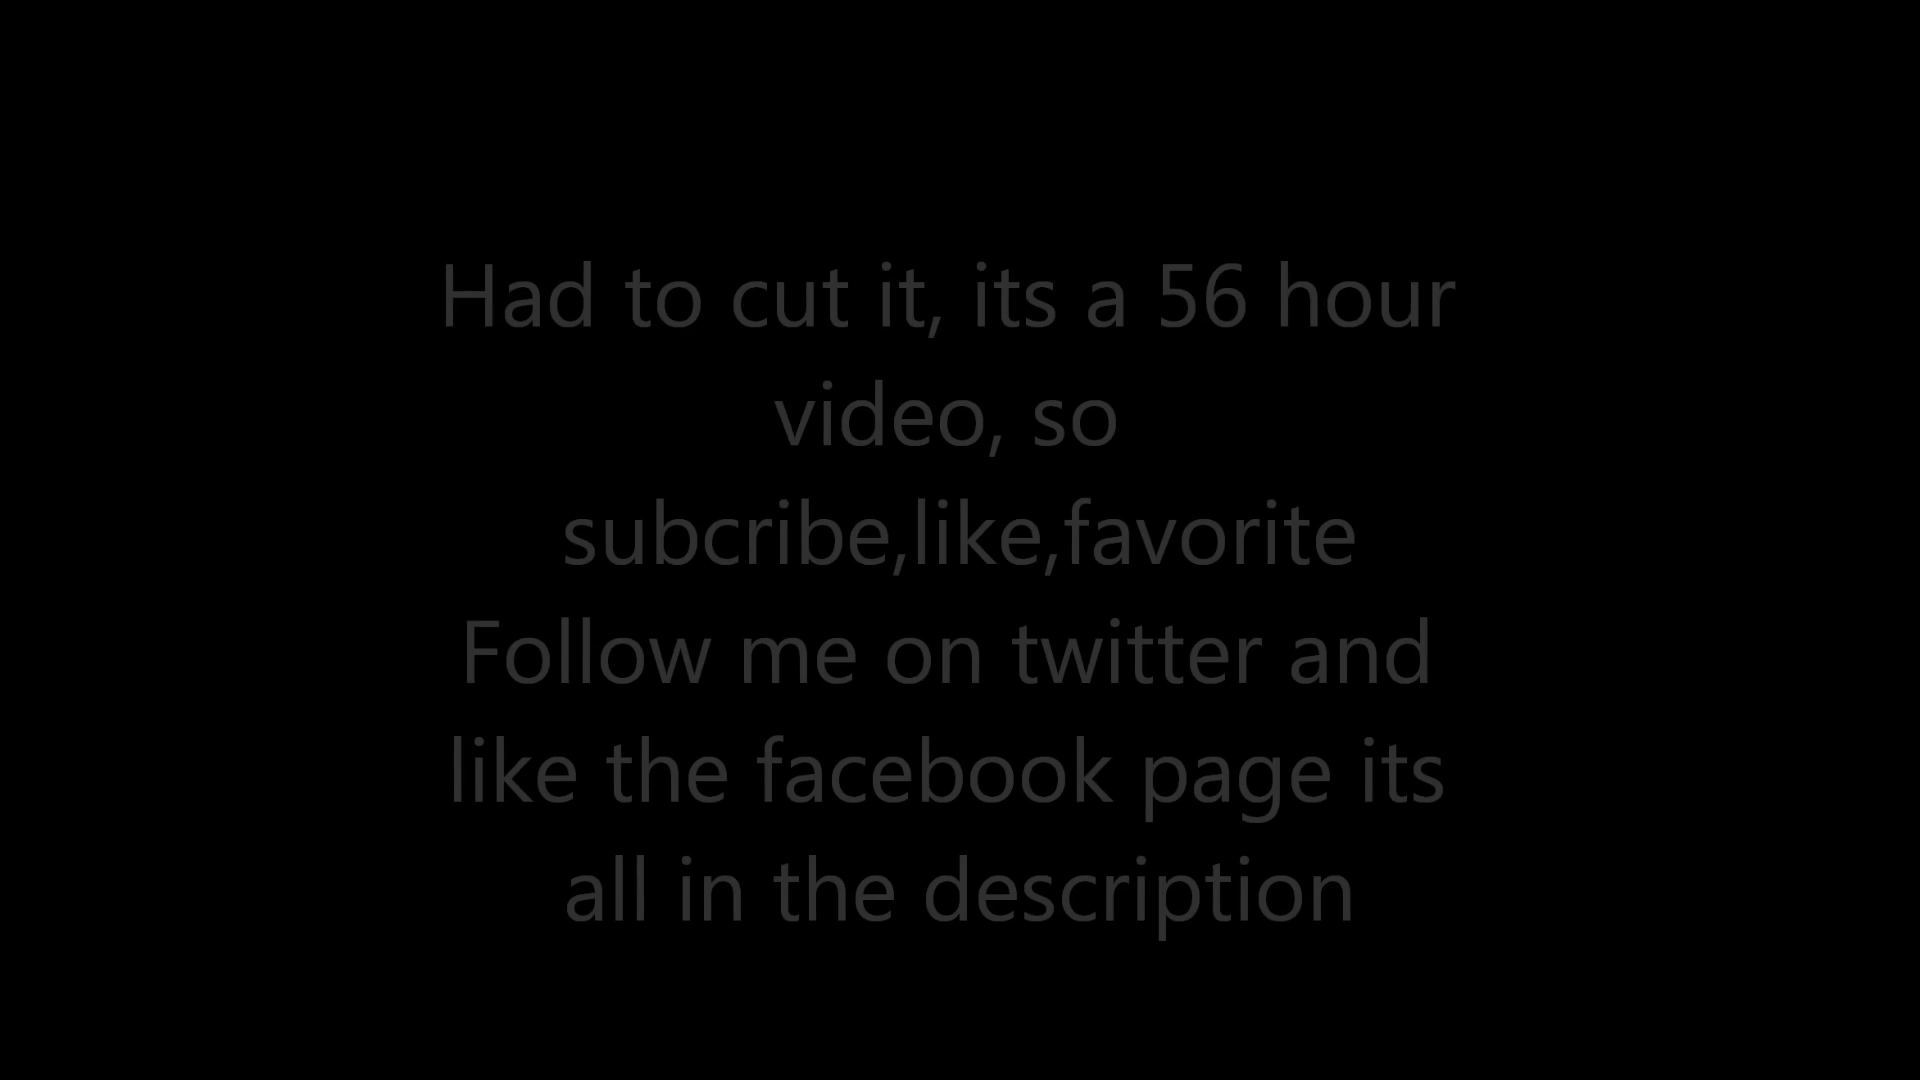 Had to cut it, its a 56 hour
video, so
subcribe,like,favorite
Follow me on twitter and
like the facebook page its
all in the description